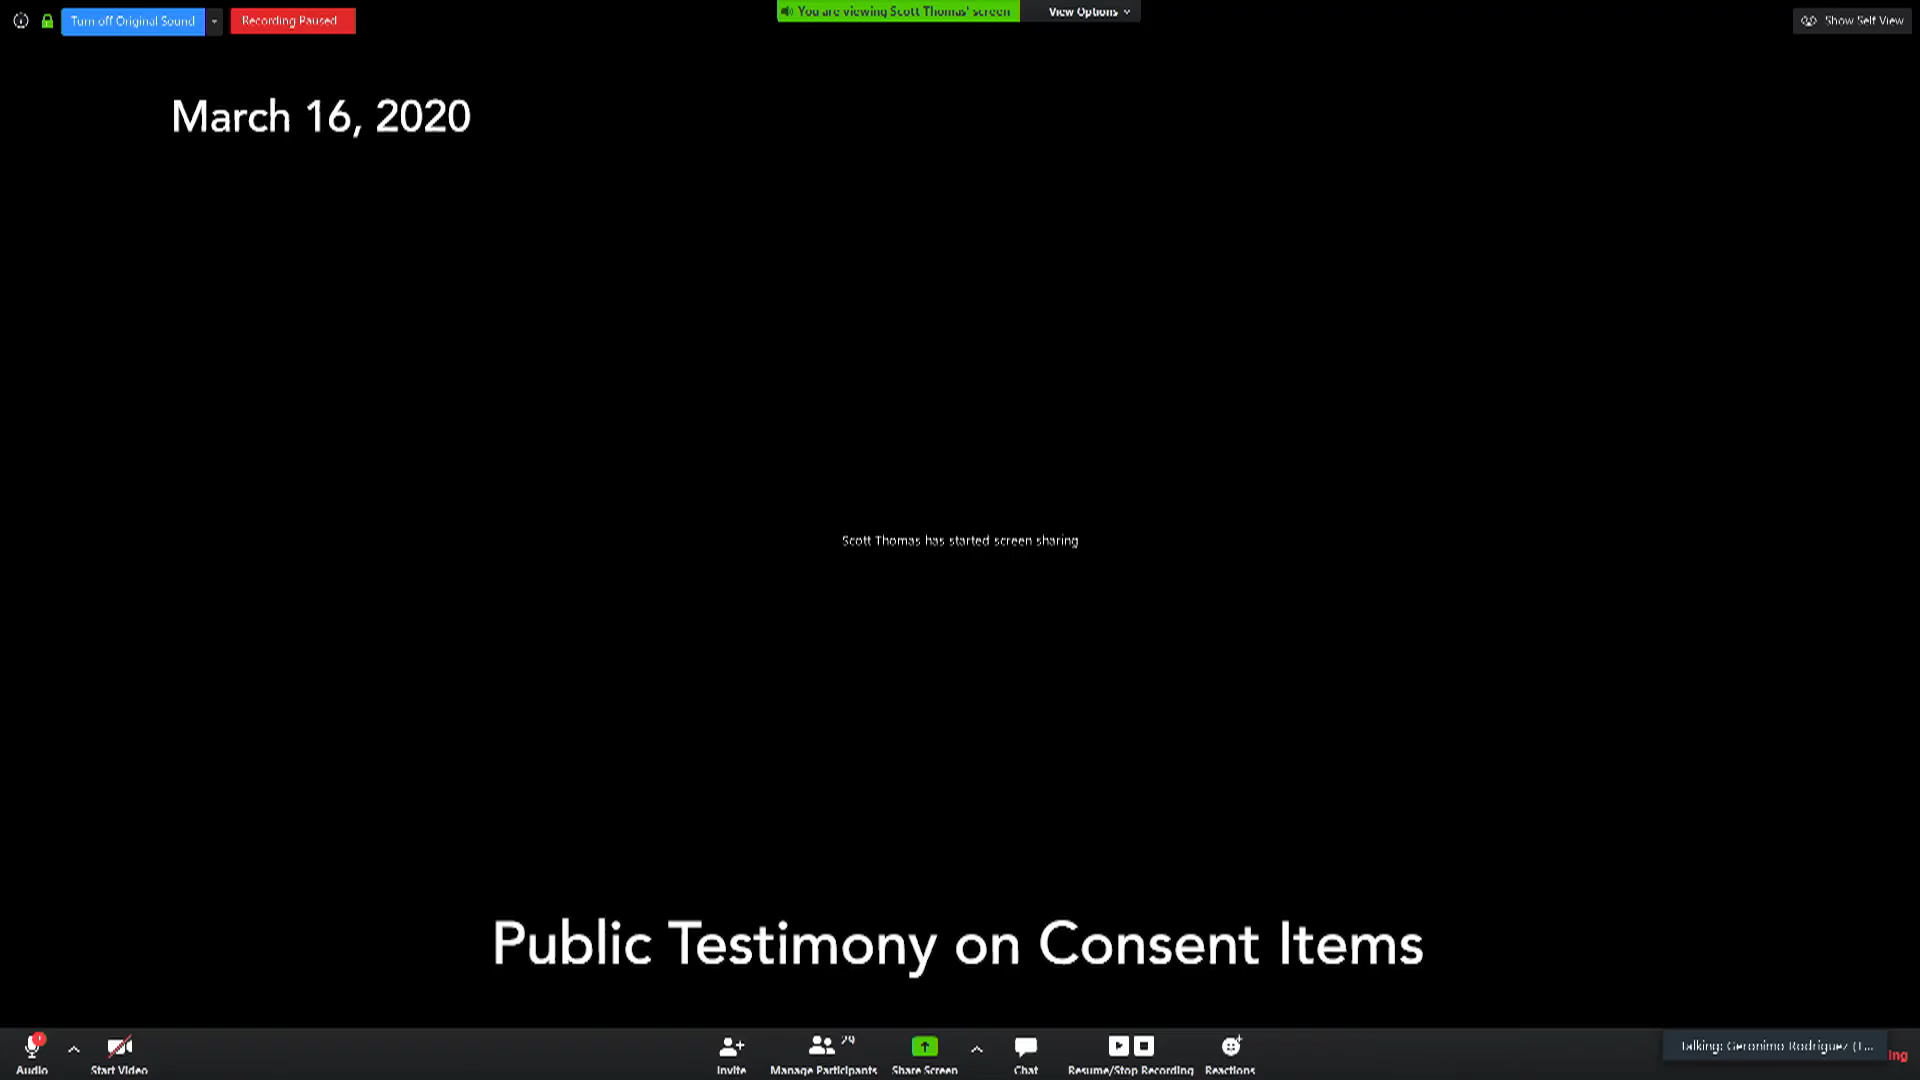 Turn off Original Sound
Recording Paused
You are viewing Scott Thomas' screen
View Options
Show Self View
March 16, 2020
Scott Thomas has started screen sharing
Public Testimony on Consent Items
Talking: Geronimo Rodriguez (T...
Audio
Start Video
Invite
Manage Participants
29
Share Screen
Chat
Resume/Stop Recording
Reactions